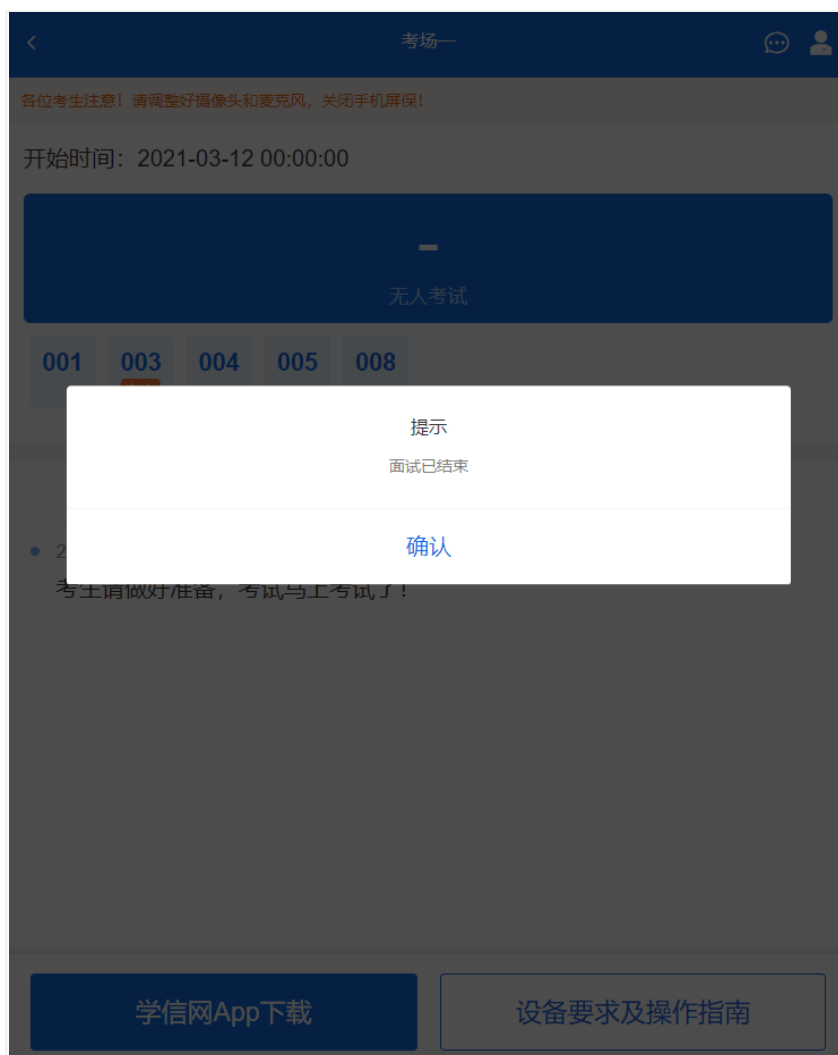 考场一
各位考生注意！请调整好摄像头和麦克风，关闭手机屏保！
开始时间：2021-03-12 00:00:00
-
无人考试
001 003 004 005 008
提示
面试已结束
确认
2
考生请做好准备，考试马上考试了！
学信网App下载
设备要求及操作指南